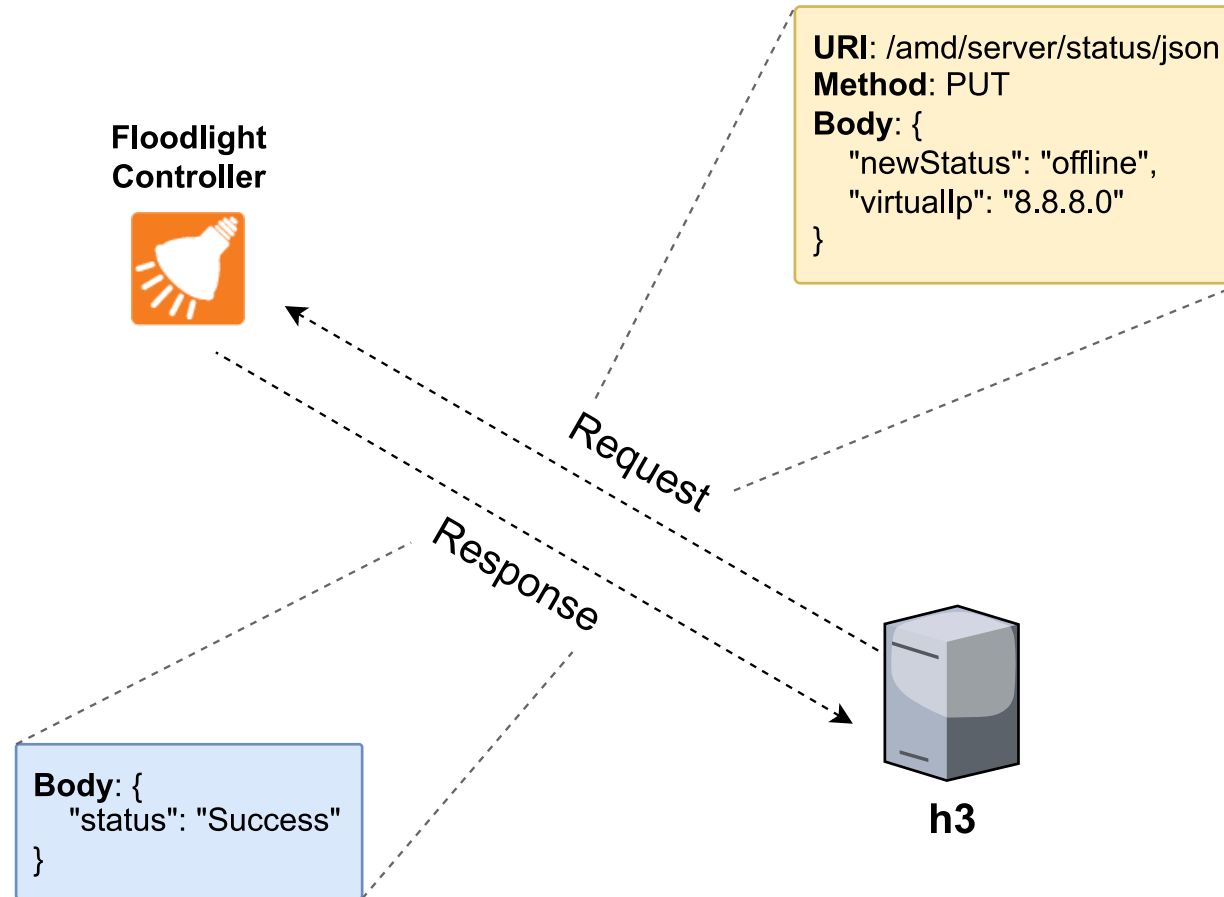 URI: /amd/server/status/json
Method: PUT
Body: {
"newStatus": "offline",
"virtualIp": "8.8.8.0"
}
Floodlight
Controller
Request
Response
Body: {
"status": "Success"
}
h3